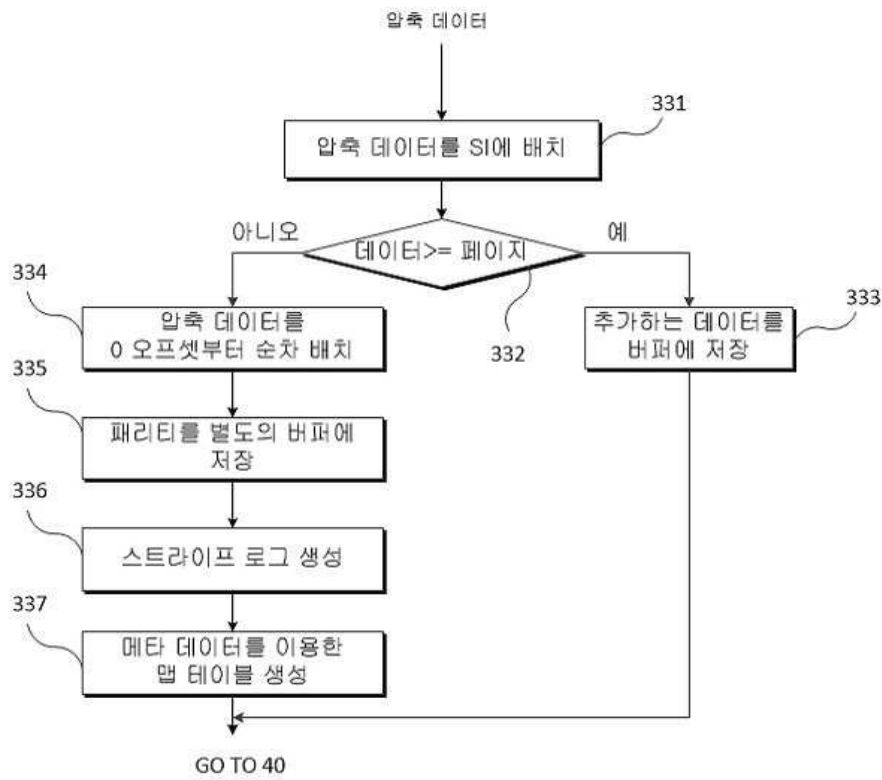 압축 데이터
331
압축 데이터를 SI에 배치
아니오
예
데이터>= 페이지
332
334
압축 데이터를
0 오프셋부터 순차 배치
333
추가하는 데이터를
버퍼에 저장
335
패리티를 별도의 버퍼에
저장
336
스트라이프 로그 생성
337
메타 데이터를 이용한
맵 테이블 생성
GO TO 40